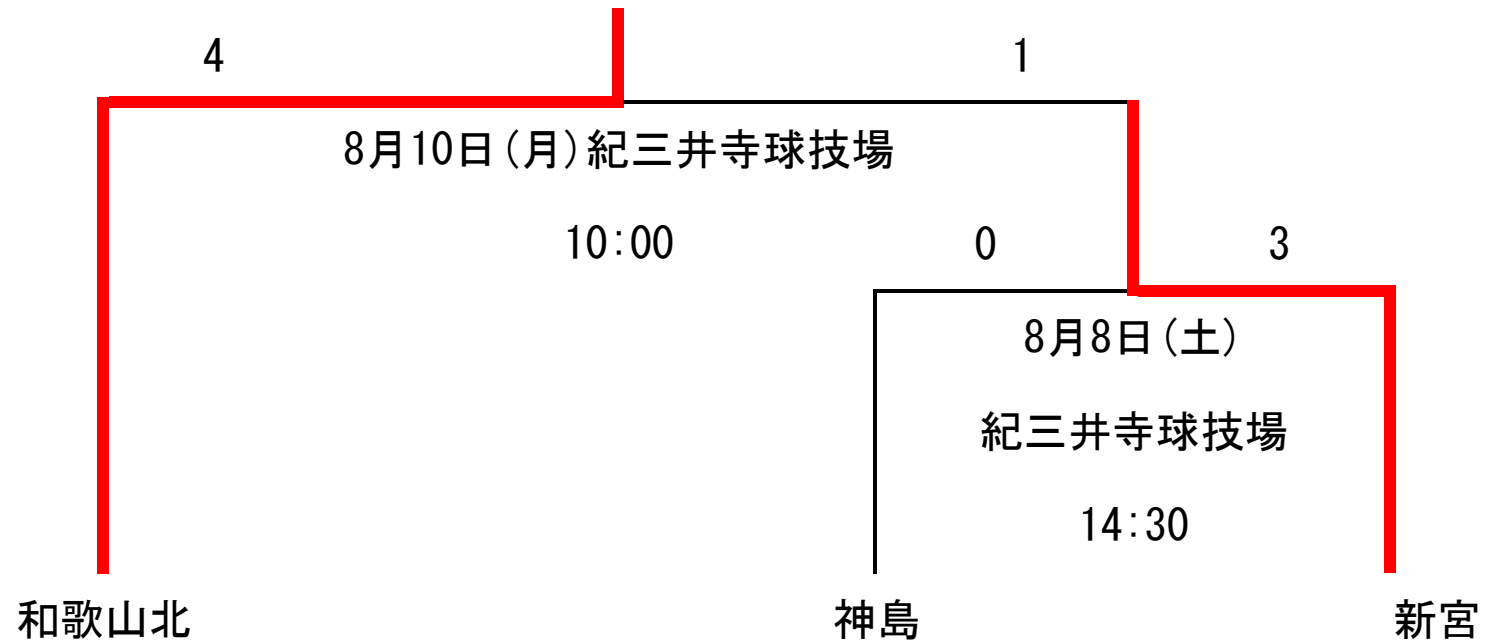 4
1
8月10日(月)紀三井寺球技場
10:00
0
3
8月8日(土)
紀三井寺球技場
14:30
和歌山北
神島
新宮